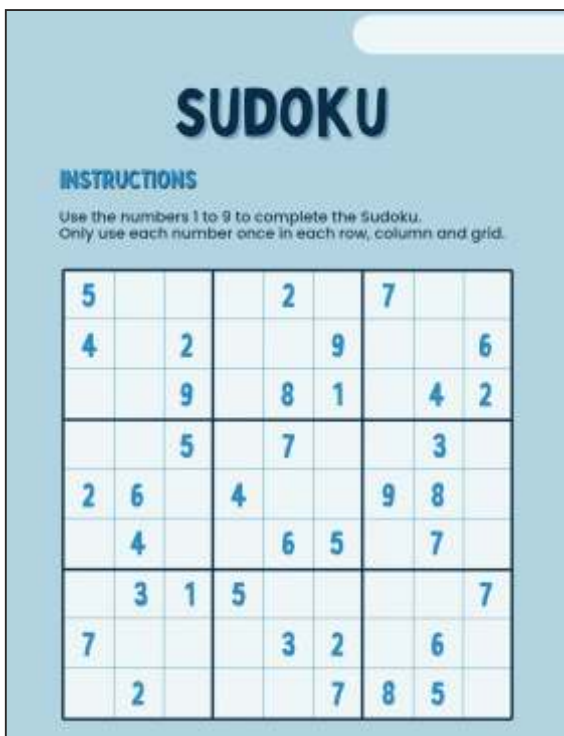 SUDOKU
INSTRUCTIONS
Use the numbers 1 to 9 to complete the Sudoku.
Only use each number once in each row, column and grid.
5 2 7
4 2 9 6
9 8 1 4 2
5 7 3
2 6 4 9 8
4 6 5 7
3 1 5 7
7 3 2 6
2 7 8 5